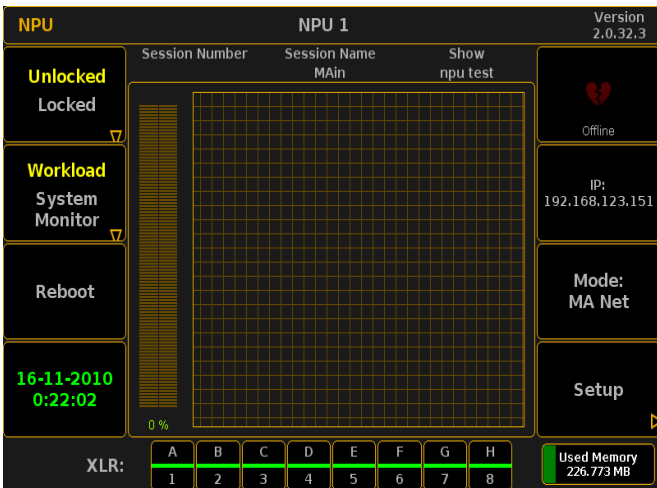 NPU
NPU 1
Version
2.0.32.3
Unlocked
Locked
Session Number
Session Name
MAin
Show
npu test
Offline
Workload
System
Monitor
IP:
192.168.123.151
Reboot
Mode:
MA Net
16-11-2010
0:22:02
Setup
0 %
XLR:
A B C D E F G H
1 2 3 4 5 6 7 8
Used Memory
226.773 MB